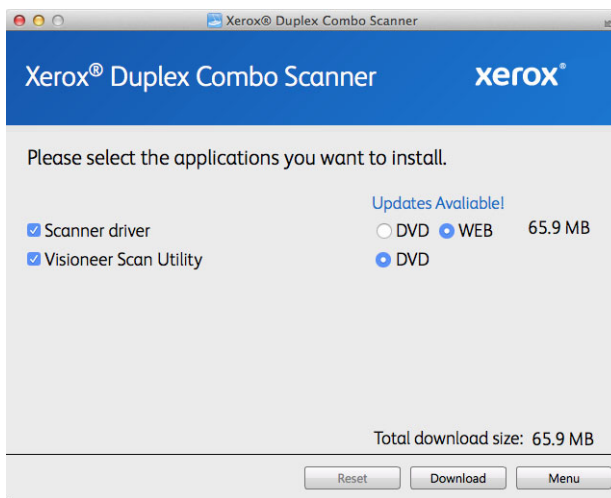 Xerox® Duplex Combo Scanner
Xerox® Duplex Combo Scanner xerox®
Please select the applications you want to install.
Updates Avaliable!
Scanner driver DVD WEB 65.9 MB
Visioneer Scan Utility DVD
Total download size: 65.9 MB
Reset Download Menu